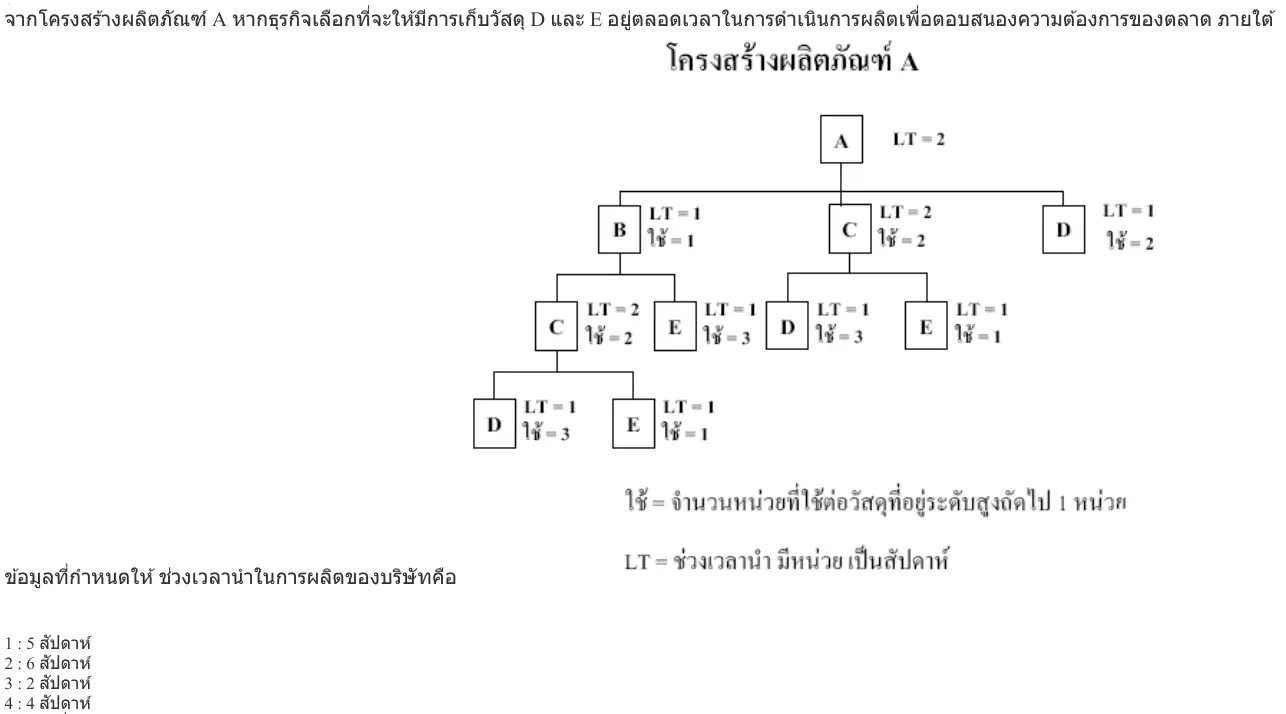 จากโครงสร้างผลิตภัณฑ์ A หากธุรกิจเลือกที่จะให้มีการเก็บวัสดุ D และ E อยู่ตลอดเวลาในการดำเนินการผลิตเพื่อตอบสนองความต้องการของตลาด ภายใต้
โครงสร้างผลิตภัณฑ์ A
A
LT = 2
B
LT = 1
ใช้ = 1
C
LT = 2
ใช้ = 2
D
LT = 1
ใช้ = 2
C
LT = 2
ใช้ = 2
E
LT = 1
ใช้ = 3
D
LT = 1
ใช้ = 3
E
LT = 1
ใช้ = 1
D
LT = 1
ใช้ = 3
E
LT = 1
ใช้ = 1
ใช้ = จำนวนหน่วยที่ใช้ต่อวัสดุที่อยู่ระดับสูงถัดไป 1 หน่วย
LT = ช่วงเวลานำ มีหน่วย เป็นสัปดาห์
ข้อมูลที่กำหนดให้ ช่วงเวลานำในการผลิตของบริษัทคือ
1 : 5 สัปดาห์
2 : 6 สัปดาห์
3 : 2 สัปดาห์
4 : 4 สัปดาห์